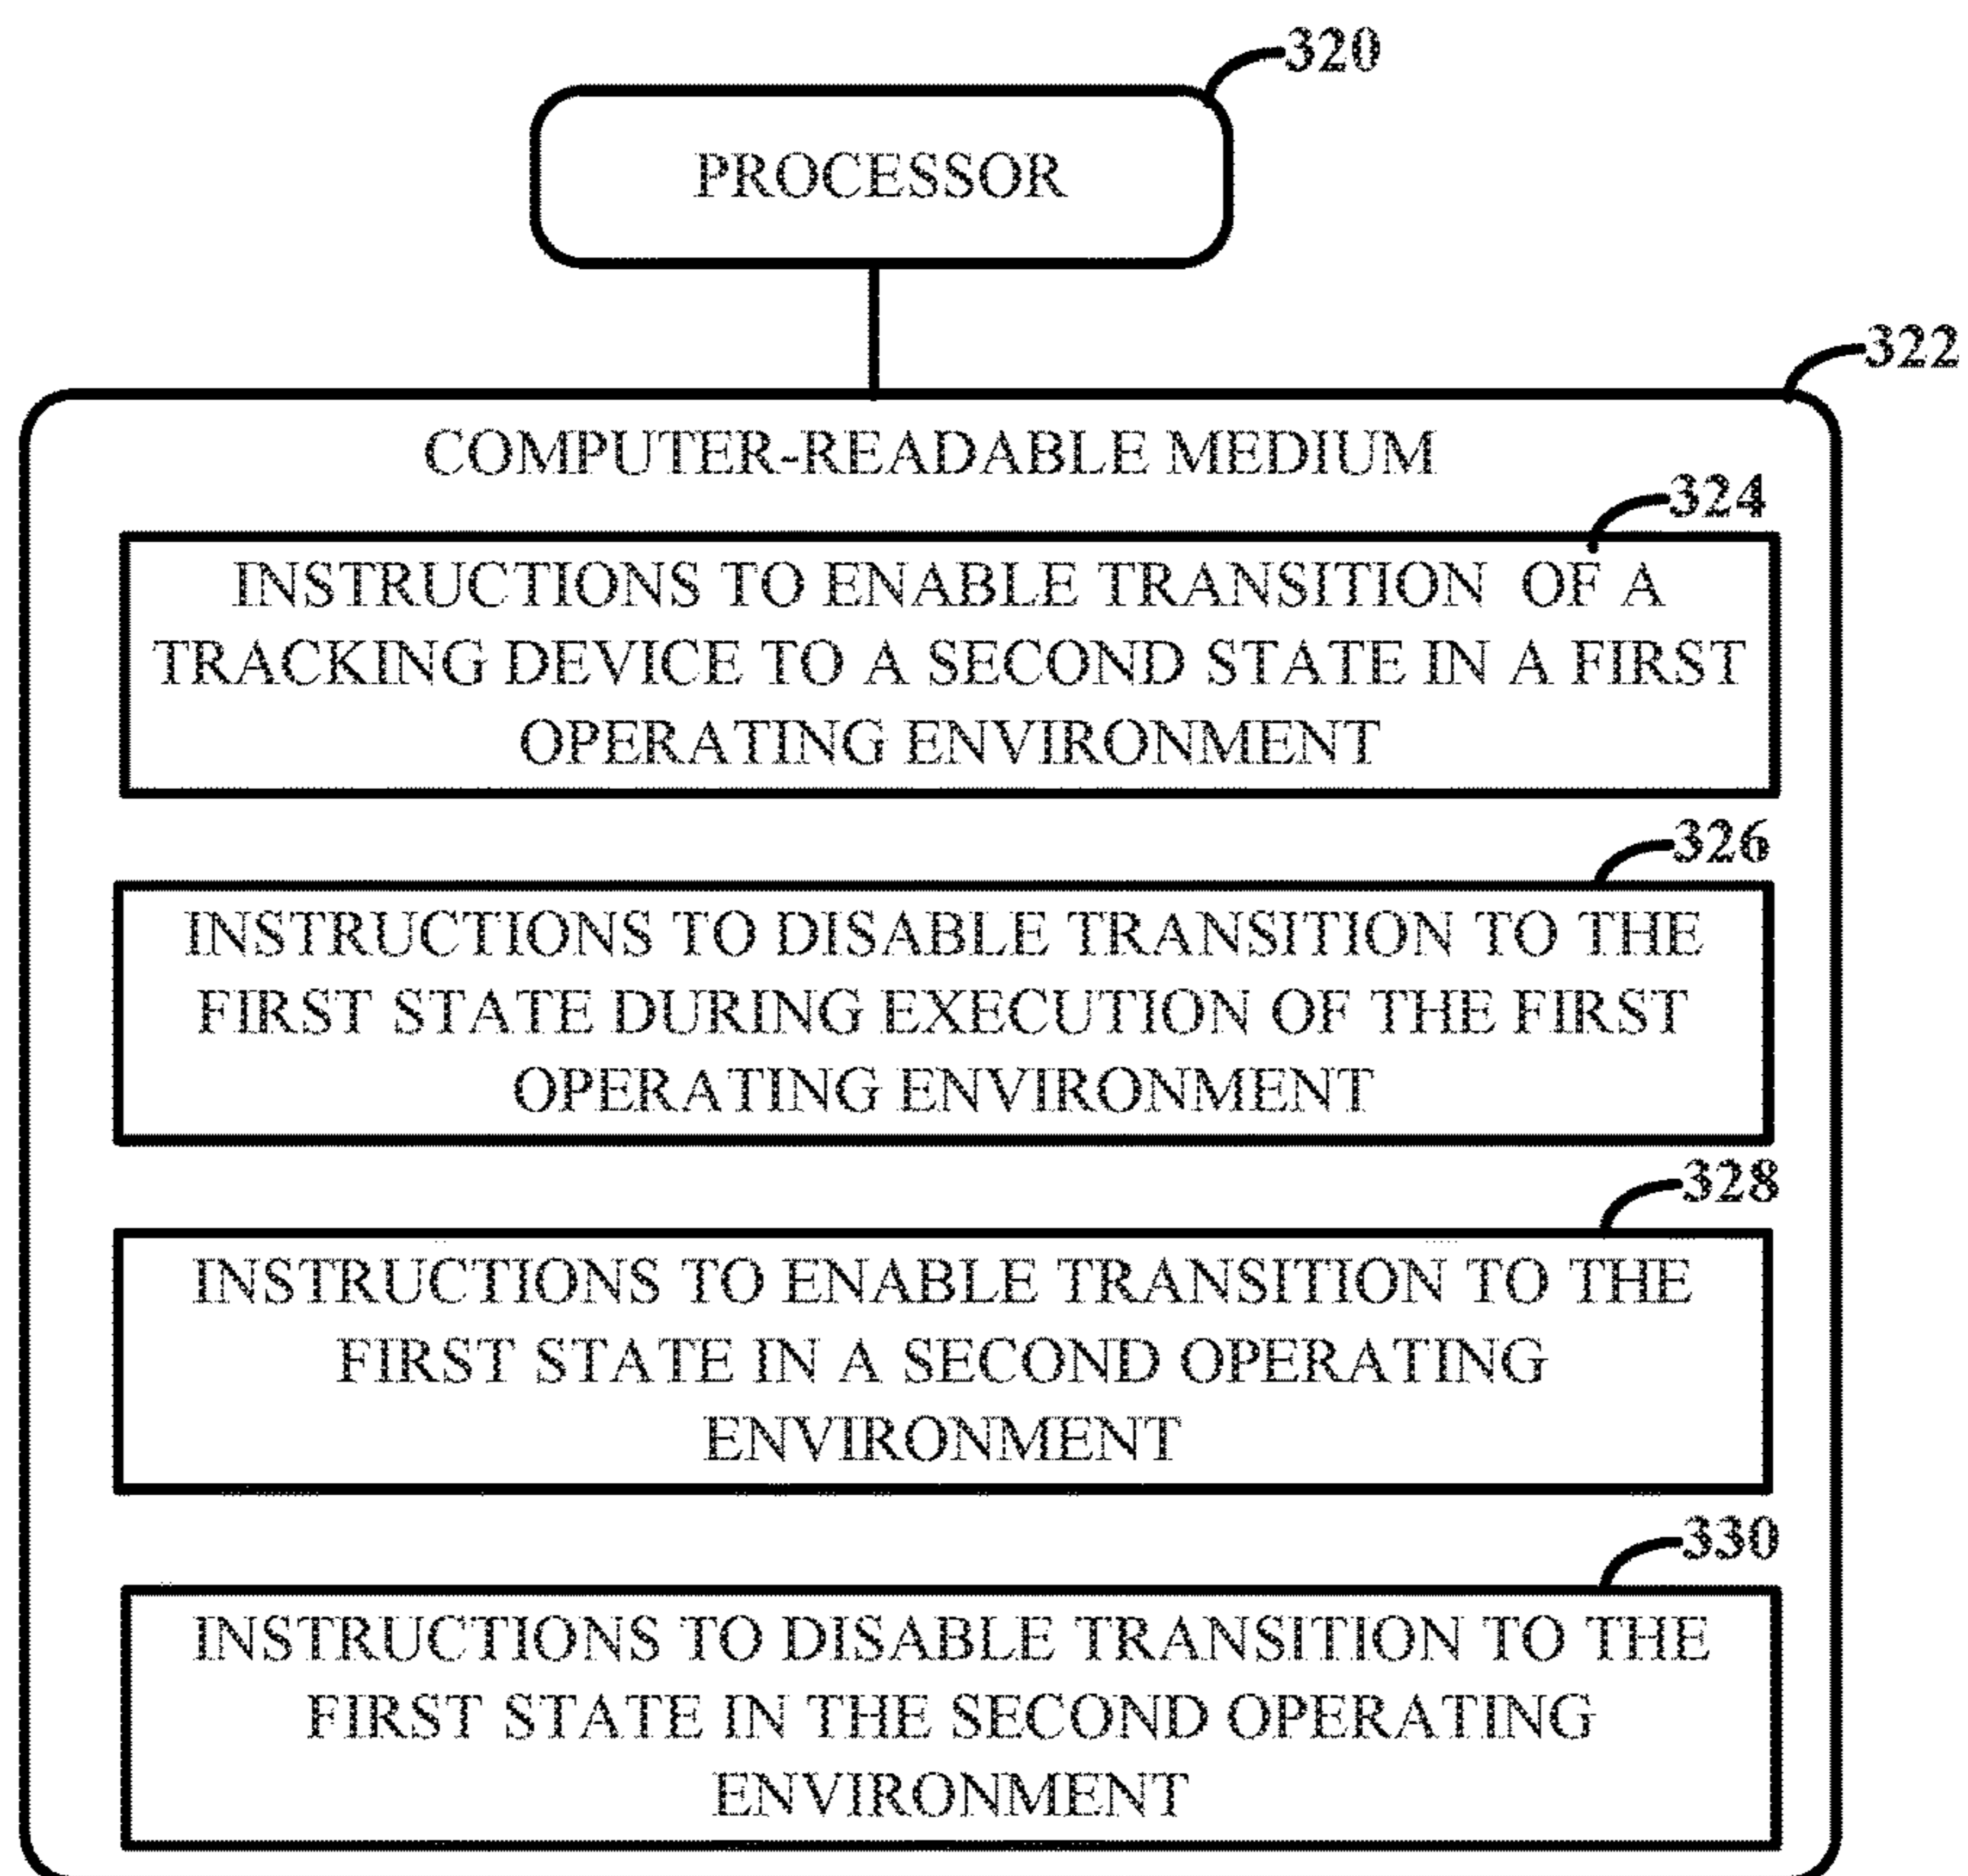 320
PROCESSOR
322
COMPUTER-READABLE MEDIUM
324
INSTRUCTIONS TO ENABLE TRANSITION OF A
TRACKING DEVICE TO A SECOND STATE IN A FIRST
OPERATING ENVIRONMENT
326
INSTRUCTIONS TO DISABLE TRANSITION TO THE
FIRST STATE DURING EXECUTION OF THE FIRST
OPERATING ENVIRONMENT
328
INSTRUCTIONS TO ENABLE TRANSITION TO THE
FIRST STATE IN A SECOND OPERATING
ENVIRONMENT
330
INSTRUCTIONS TO DISABLE TRANSITION TO THE
FIRST STATE IN THE SECOND OPERATING
ENVIRONMENT